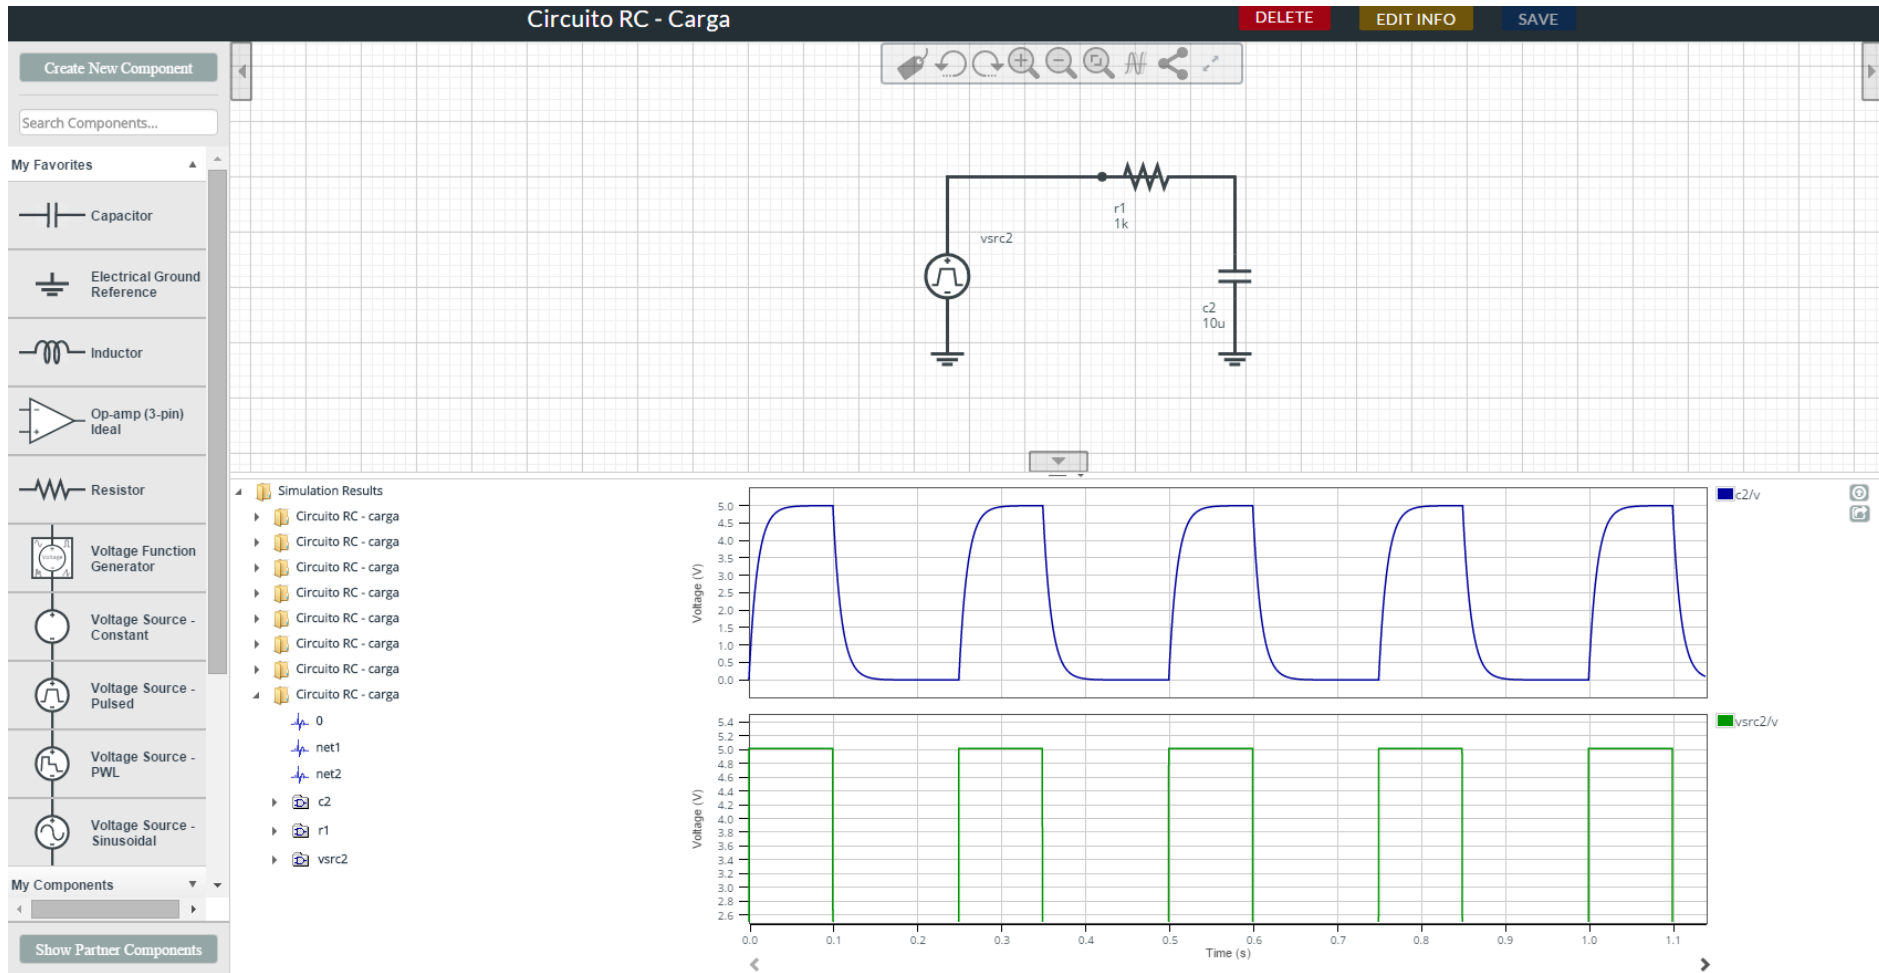 Circuito RC - Carga
DELETE
EDIT INFO
SAVE
Create New Component
Search Components...
My Favorites
Capacitor
Electrical Ground
Reference
Inductor
Op-amp (3-pin)
Ideal
Resistor
Voltage
Voltage Function
Generator
Voltage Source -
Constant
Voltage Source -
Pulsed
Voltage Source -
PWL
Voltage Source -
Sinusoidal
My Components
Show Partner Components
r1
1k
vsrc2
c2
10u
Simulation Results
Circuito RC - carga
Circuito RC - carga
Circuito RC - carga
Circuito RC - carga
Circuito RC - carga
Circuito RC - carga
Circuito RC - carga
Circuito RC - carga
0
net1
net2
c2
r1
vsrc2
Voltage (V)
5.0
4.5
4.0
3.5
3.0
2.5
2.0
1.5
1.0
0.5
0.0
c2/v
Voltage (V)
5.4
5.2
5.0
4.8
4.6
4.4
4.2
4.0
3.8
3.6
3.4
3.2
3.0
2.8
2.6
vsrc2/v
0.0 0.1 0.2 0.3 0.4 0.5 0.6 0.7 0.8 0.9 1.0 1.1
Time (s)